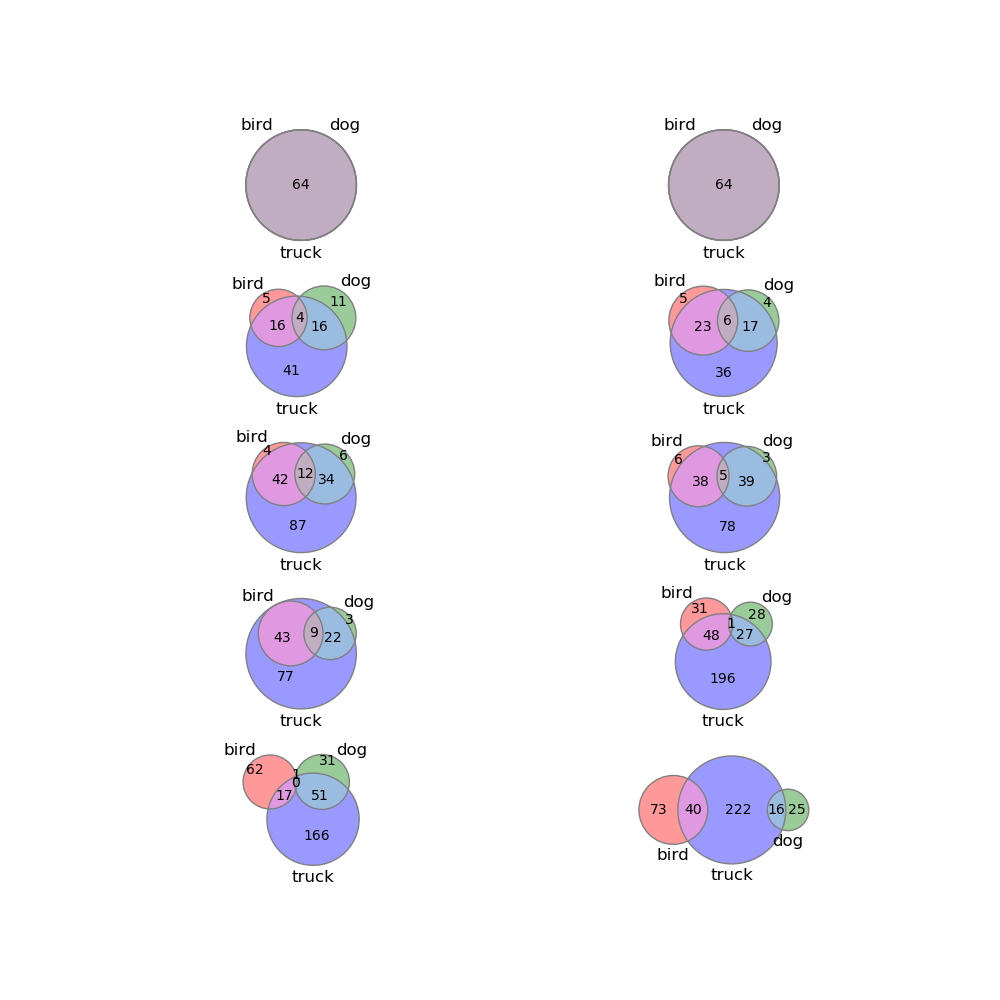 bird dog
64
truck
bird dog
64
truck
bird dog
5 11
16 4 16
41
truck
bird dog
5 4
23 6 17
36
truck
bird dog
4 6
42 12 34
87
truck
bird dog
6 3
38 5 39
78
truck
bird dog
3
43 9 22
77
truck
bird dog
31 28
48 1 27
196
truck
bird dog
62 1 31
0
17 51
166
truck
73 40 222 16 25
bird dog
truck